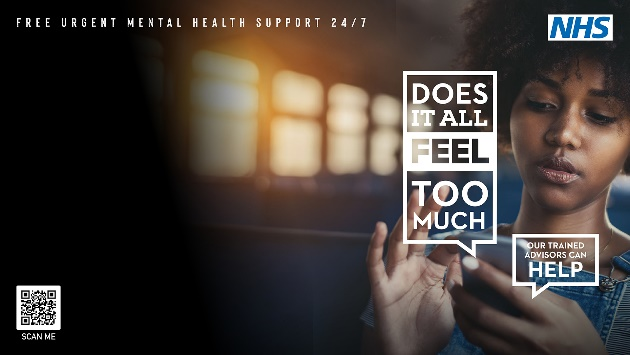 FREE URGENT MENTAL HEALTH SUPPORT 24/7
NHS
DOES
IT ALL
FEEL
TOO
MUCH
OUR TRAINED
ADVISORS CAN
HELP
SCAN ME